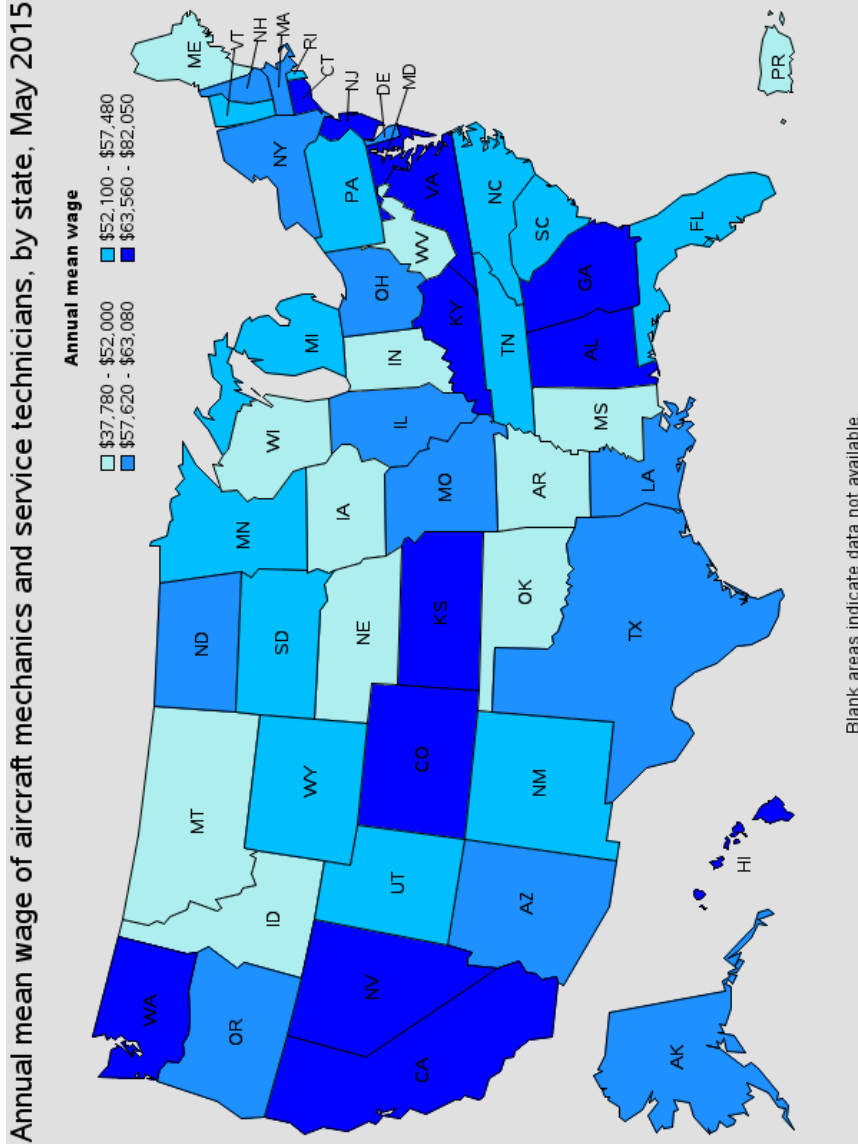 Annual mean wage of aircraft mechanics and service technicians, by state, May 2015
Annual mean wage
$37,780 - $52,000
$52,100 - $57,480
$57,620 - $63,080
$63,560 - $82,050
WA
OR
CA
NV
ID
MT
WY
UT
AZ
CO
NM
ND
SD
NE
KS
OK
TX
MN
IA
MO
AR
LA
WI
IL
MS
MI
IN
KY
TN
AL
OH
WV
GA
FL
SC
NC
VA
PA
NY
ME
VT
NH
MA
RI
CT
NJ
DE
MD
AK
HI
PR
Blank areas indicate data not available